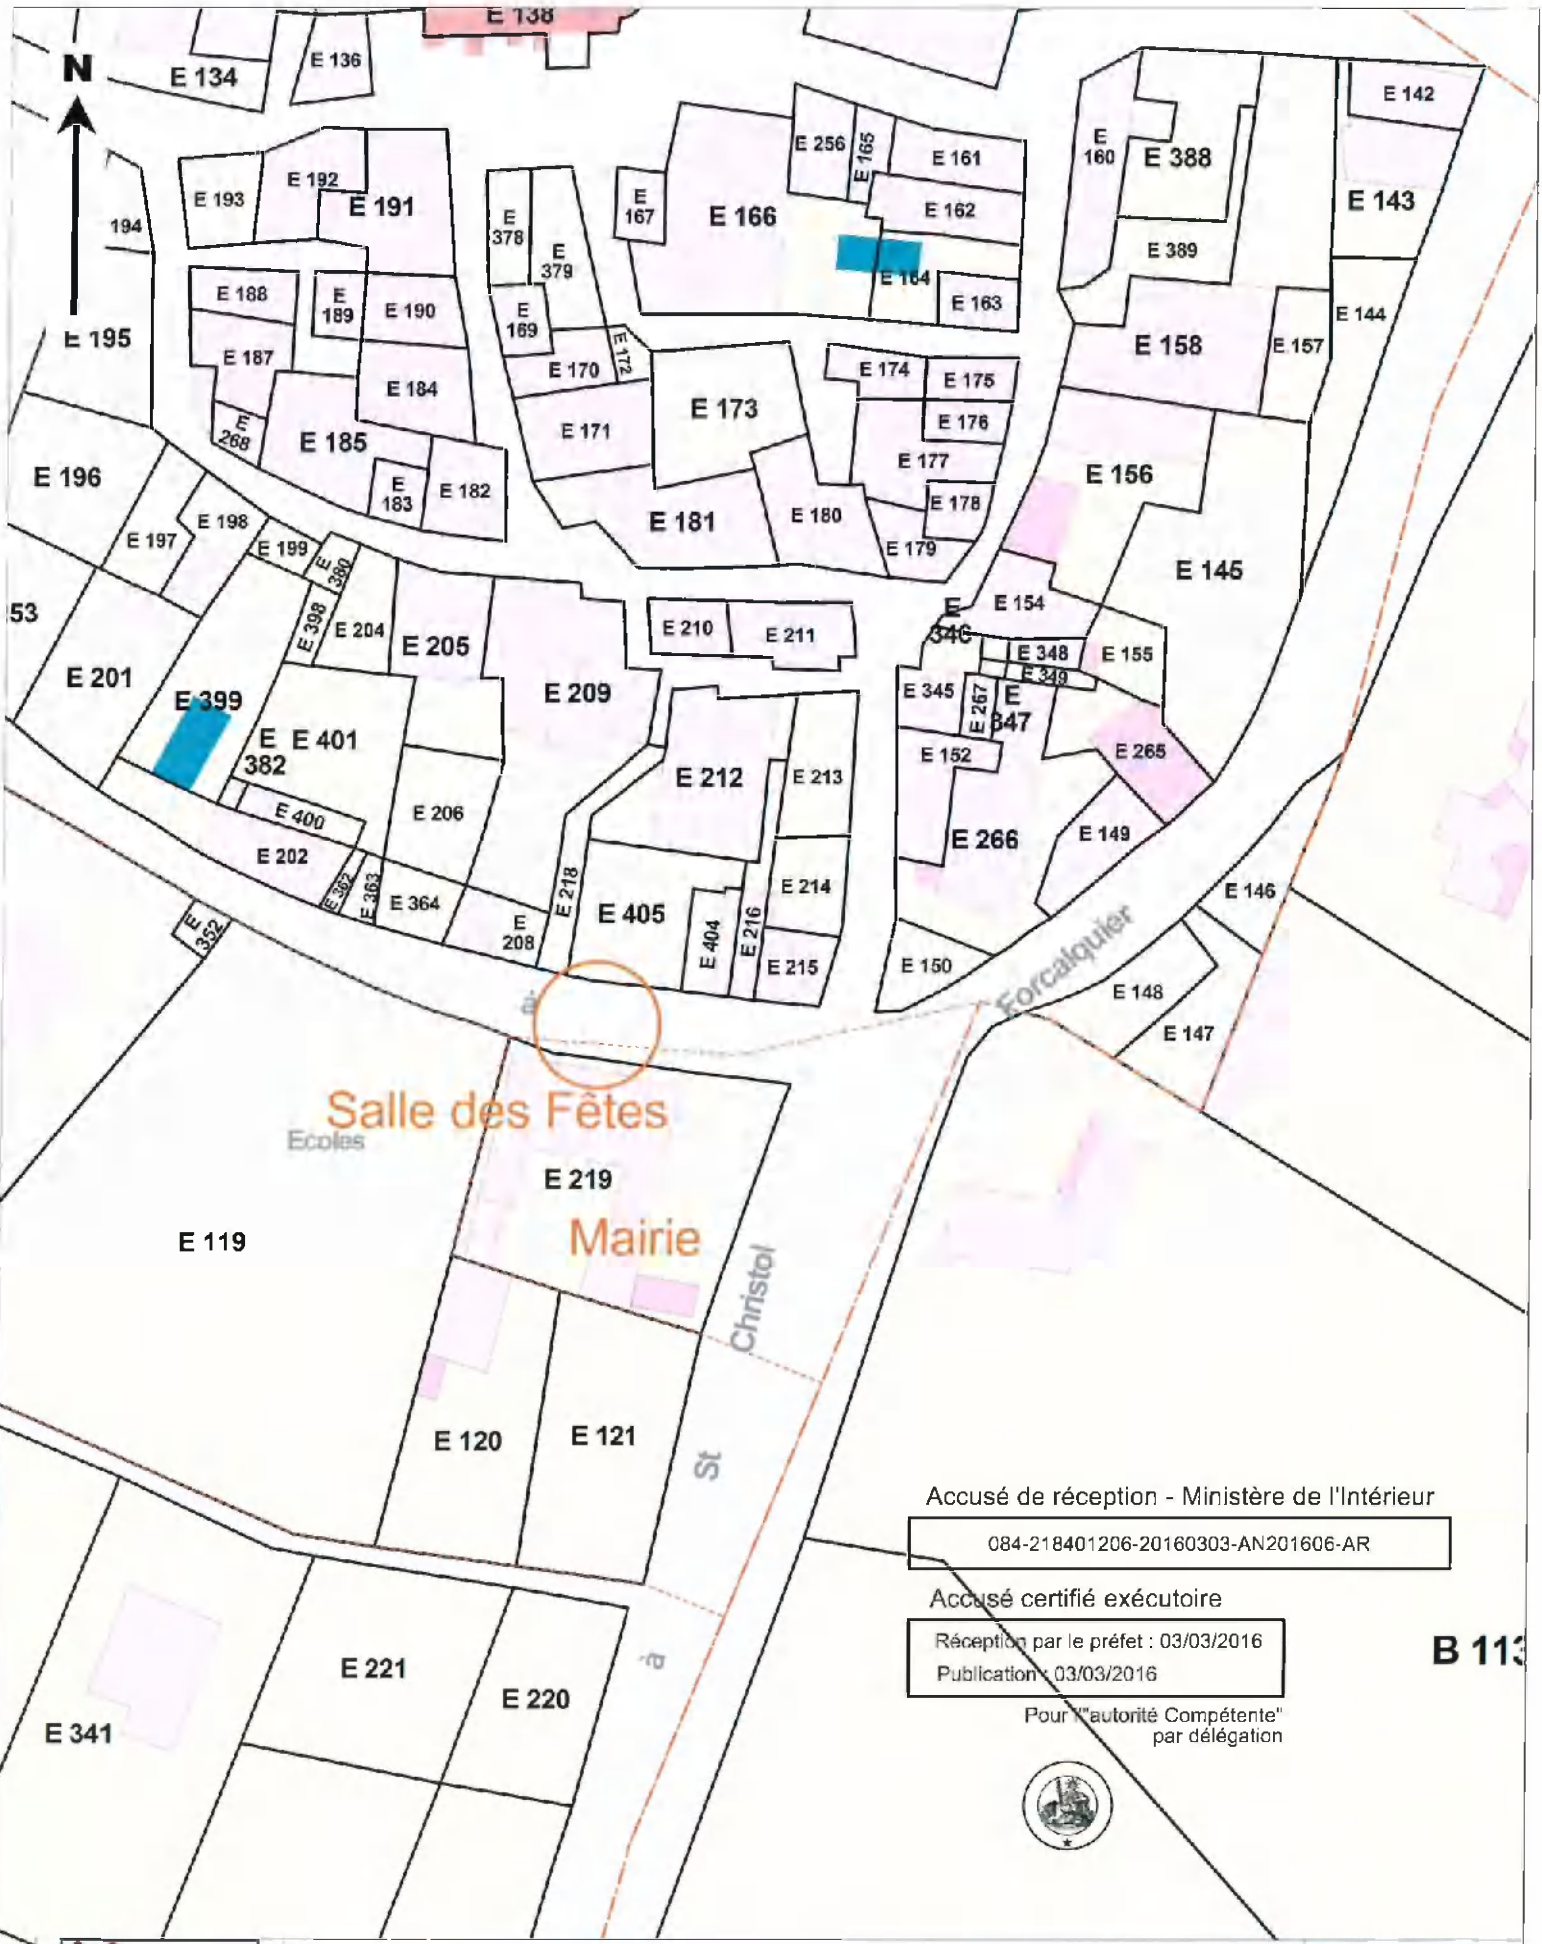 E 138
N
E 134
E 136
E 142
E 256
E 165
E 161
E 160
E 388
E 193
E 192
E 191
E 167
E 166
E 162
E 143
194
E 378
E 379
E 389
E 188
E 189
E 190
E 164
E 163
E 169
E 144
E 195
E 187
E 184
E 170
E 172
E 174
E 175
E 158
E 157
E 268
E 185
E 171
E 173
E 176
E 177
E 156
E 196
E 183
E 182
E 181
E 180
E 178
E 197
E 198
E 199
E 380
E 179
E 145
53
E 398
E 204
E 205
E 210
E 211
E 346
E 154
E 348
E 155
E 349
E 201
E 399
E 209
E 345
E 267
E 347
E 382
E 401
E 152
E 265
E 212
E 213
E 400
E 206
E 266
E 149
E 202
E 362
E 363
E 364
E 218
E 405
E 214
E 146
E 352
E 208
E 404
E 216
E 215
E 150
Forcalquier
E 148
à
E 147
Salle des Fêtes
Ecoles
E 219
E 119
Mairie
Christol
E 120
E 121
St
à
Accusé de réception - Ministère de l'Intérieur
084-218401206-20160303-AN201606-AR
Accusé certifié exécutoire
Réception par le préfet : 03/03/2016
Publication : 03/03/2016
Pour l'"autorité Compétente"
par délégation
B 113
E 221
E 220
E 341